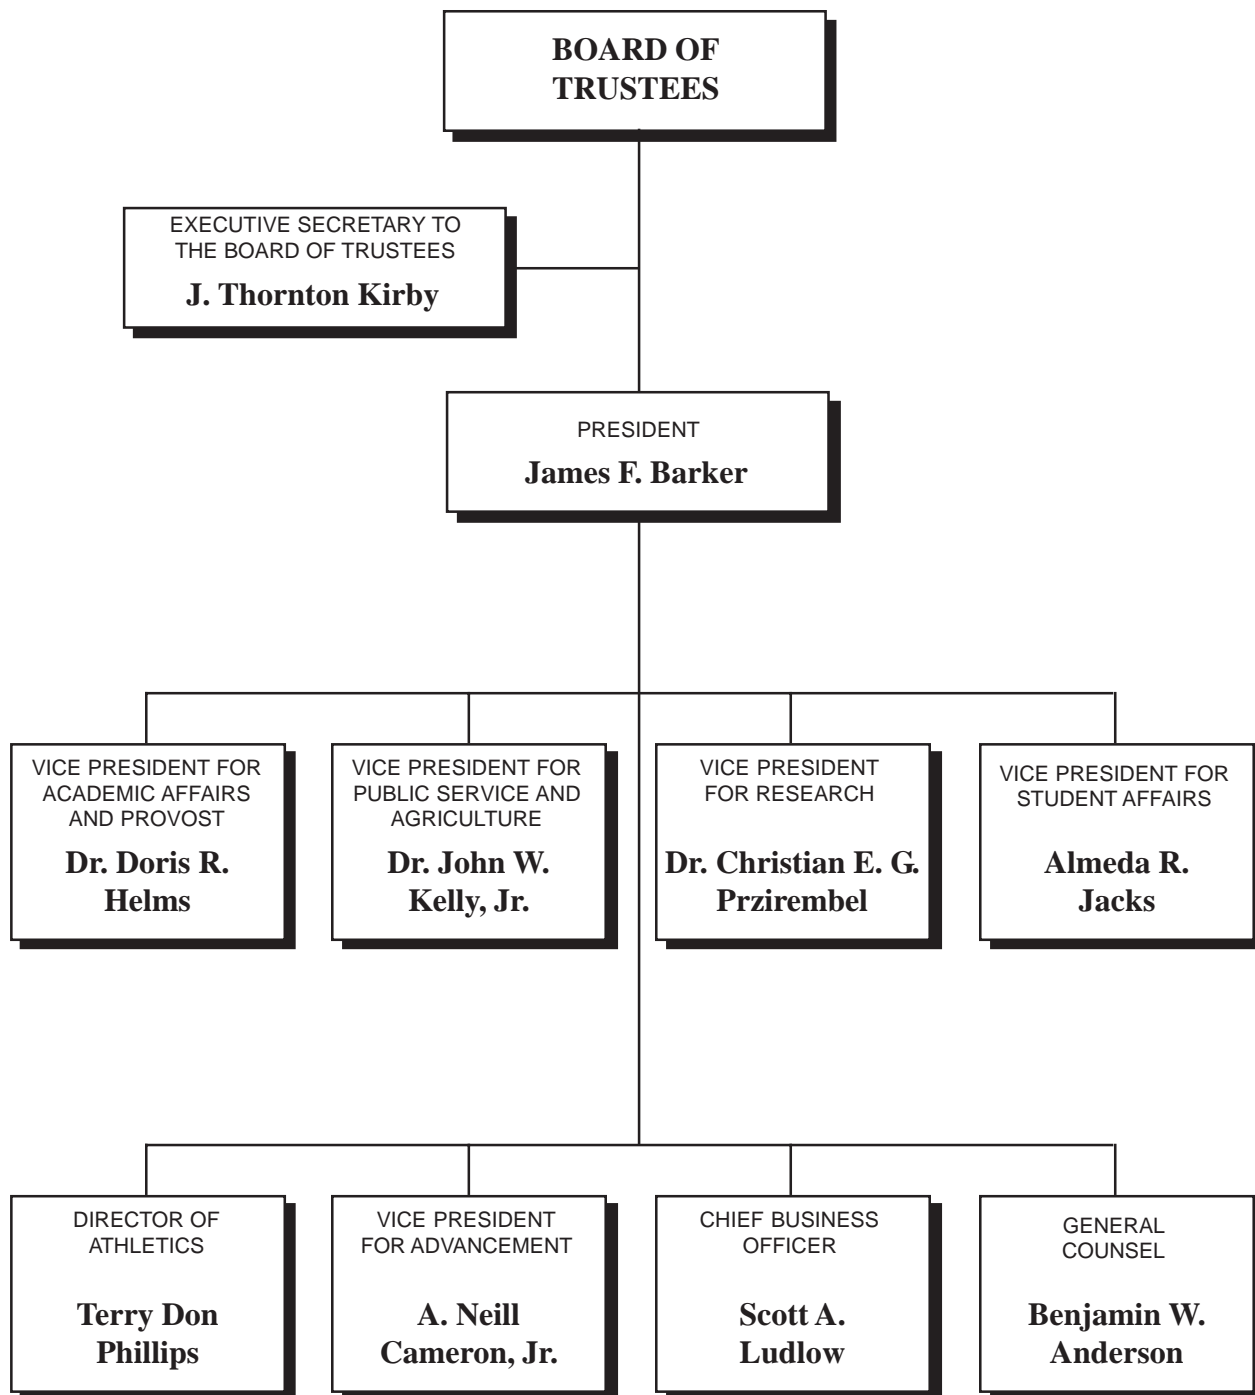 BOARD OF
TRUSTEES
EXECUTIVE SECRETARY TO
THE BOARD OF TRUSTEES
J. Thornton Kirby
PRESIDENT
James F. Barker
VICE PRESIDENT FOR
ACADEMIC AFFAIRS
AND PROVOST
Dr. Doris R.
Helms
VICE PRESIDENT FOR
PUBLIC SERVICE AND
AGRICULTURE
Dr. John W.
Kelly, Jr.
VICE PRESIDENT
FOR RESEARCH
Dr. Christian E. G.
Przirembel
VICE PRESIDENT FOR
STUDENT AFFAIRS
Almeda R.
Jacks
DIRECTOR OF
ATHLETICS
Terry Don
Phillips
VICE PRESIDENT
FOR ADVANCEMENT
A. Neill
Cameron, Jr.
CHIEF BUSINESS
OFFICER
Scott A.
Ludlow
GENERAL
COUNSEL
Benjamin W.
Anderson